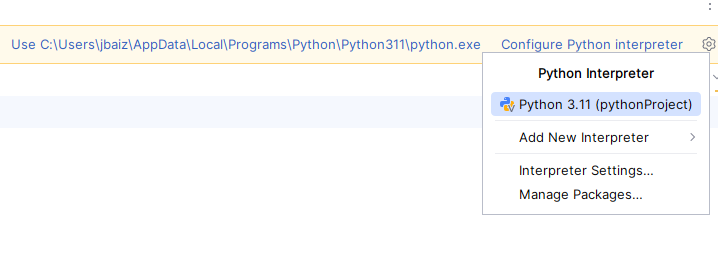 Use C:\Users\jbaiz\AppData\Local\Programs\Python\Python311\python.exe Configure Python interpreter
Python Interpreter
Python 3.11 (pythonProject)
Add New Interpreter
Interpreter Settings...
Manage Packages...